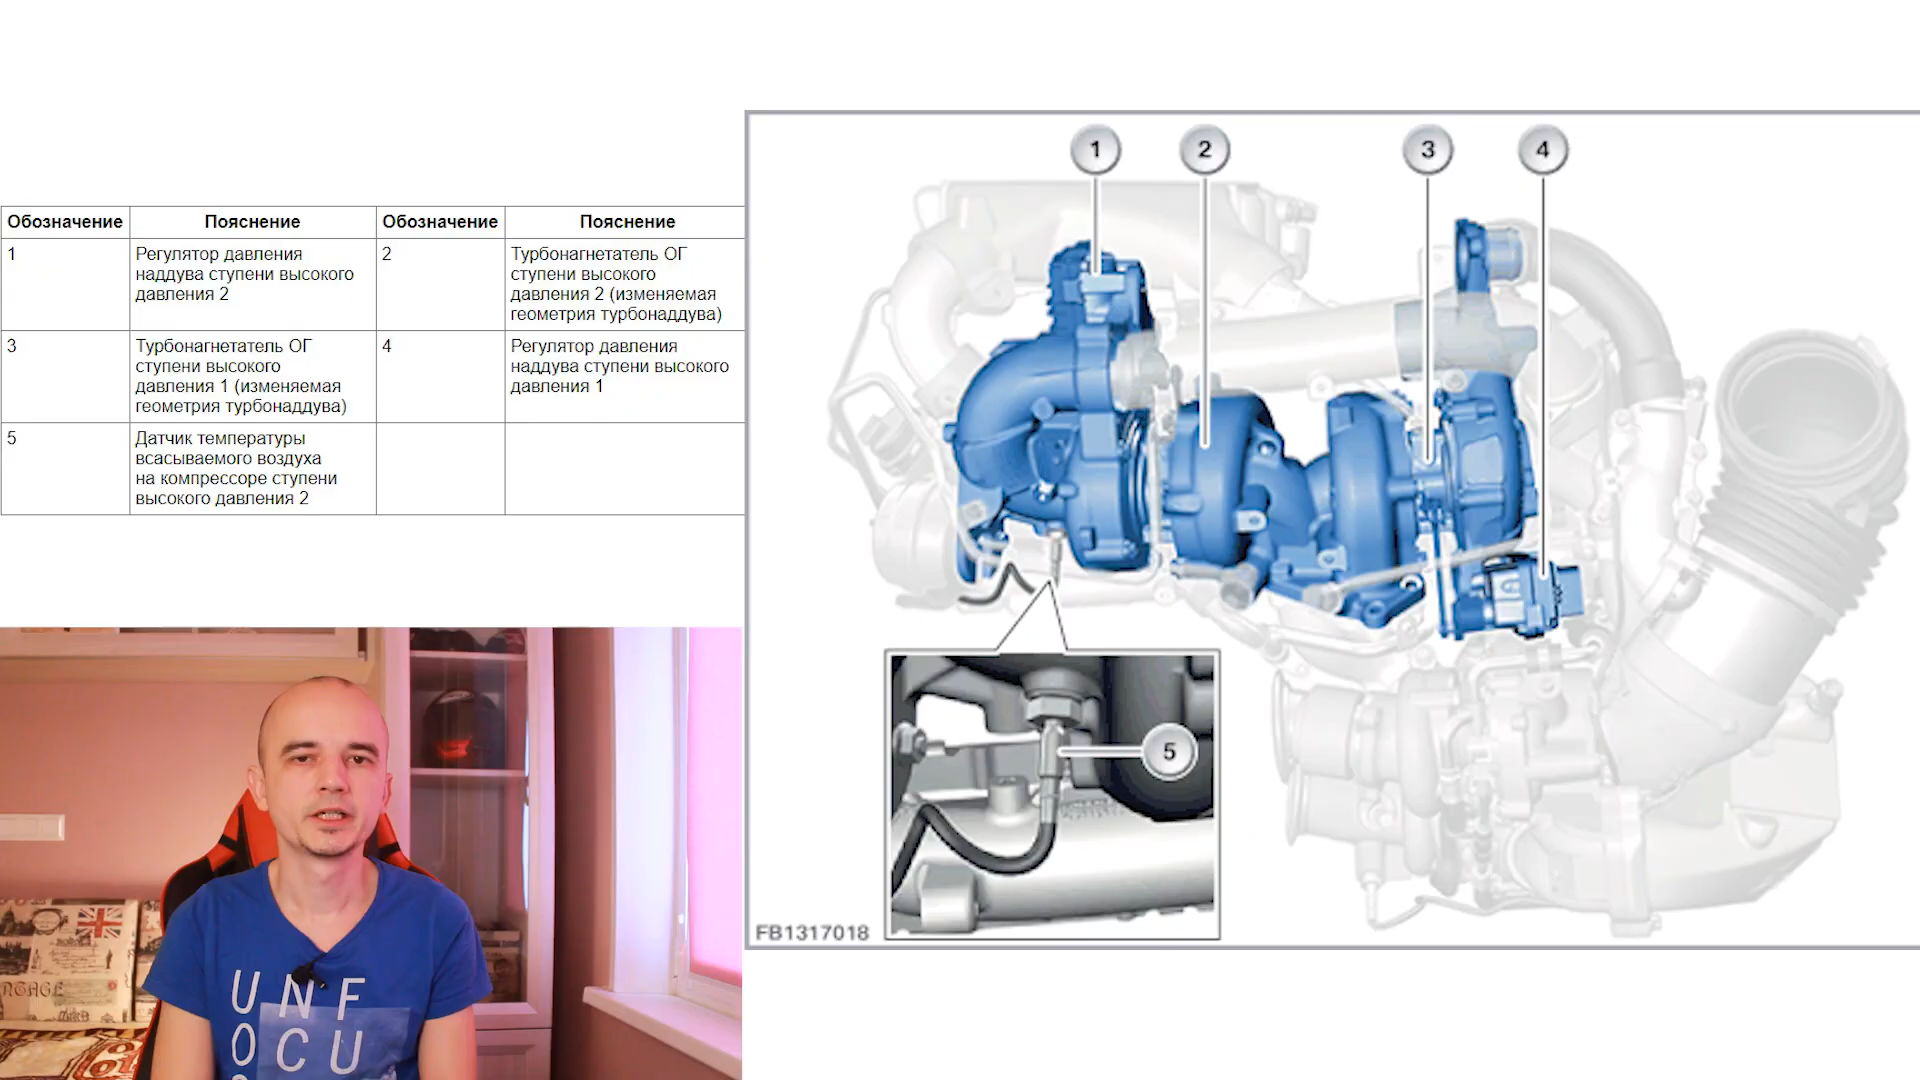 Обозначение Пояснение Обозначение Пояснение
1 Регулятор давления
наддува ступени высокого
давления 2
2 Турбонагнетатель ОГ
ступени высокого
давления 2 (изменяемая
геометрия турбонаддува)
3 Турбонагнетатель ОГ
ступени высокого
давления 1 (изменяемая
геометрия турбонаддува)
4 Регулятор давления
наддува ступени высокого
давления 1
5 Датчик температуры
всасываемого воздуха
на компрессоре ступени
высокого давления 2
1 2 3 4
5
FB1317018
UNF
OCU